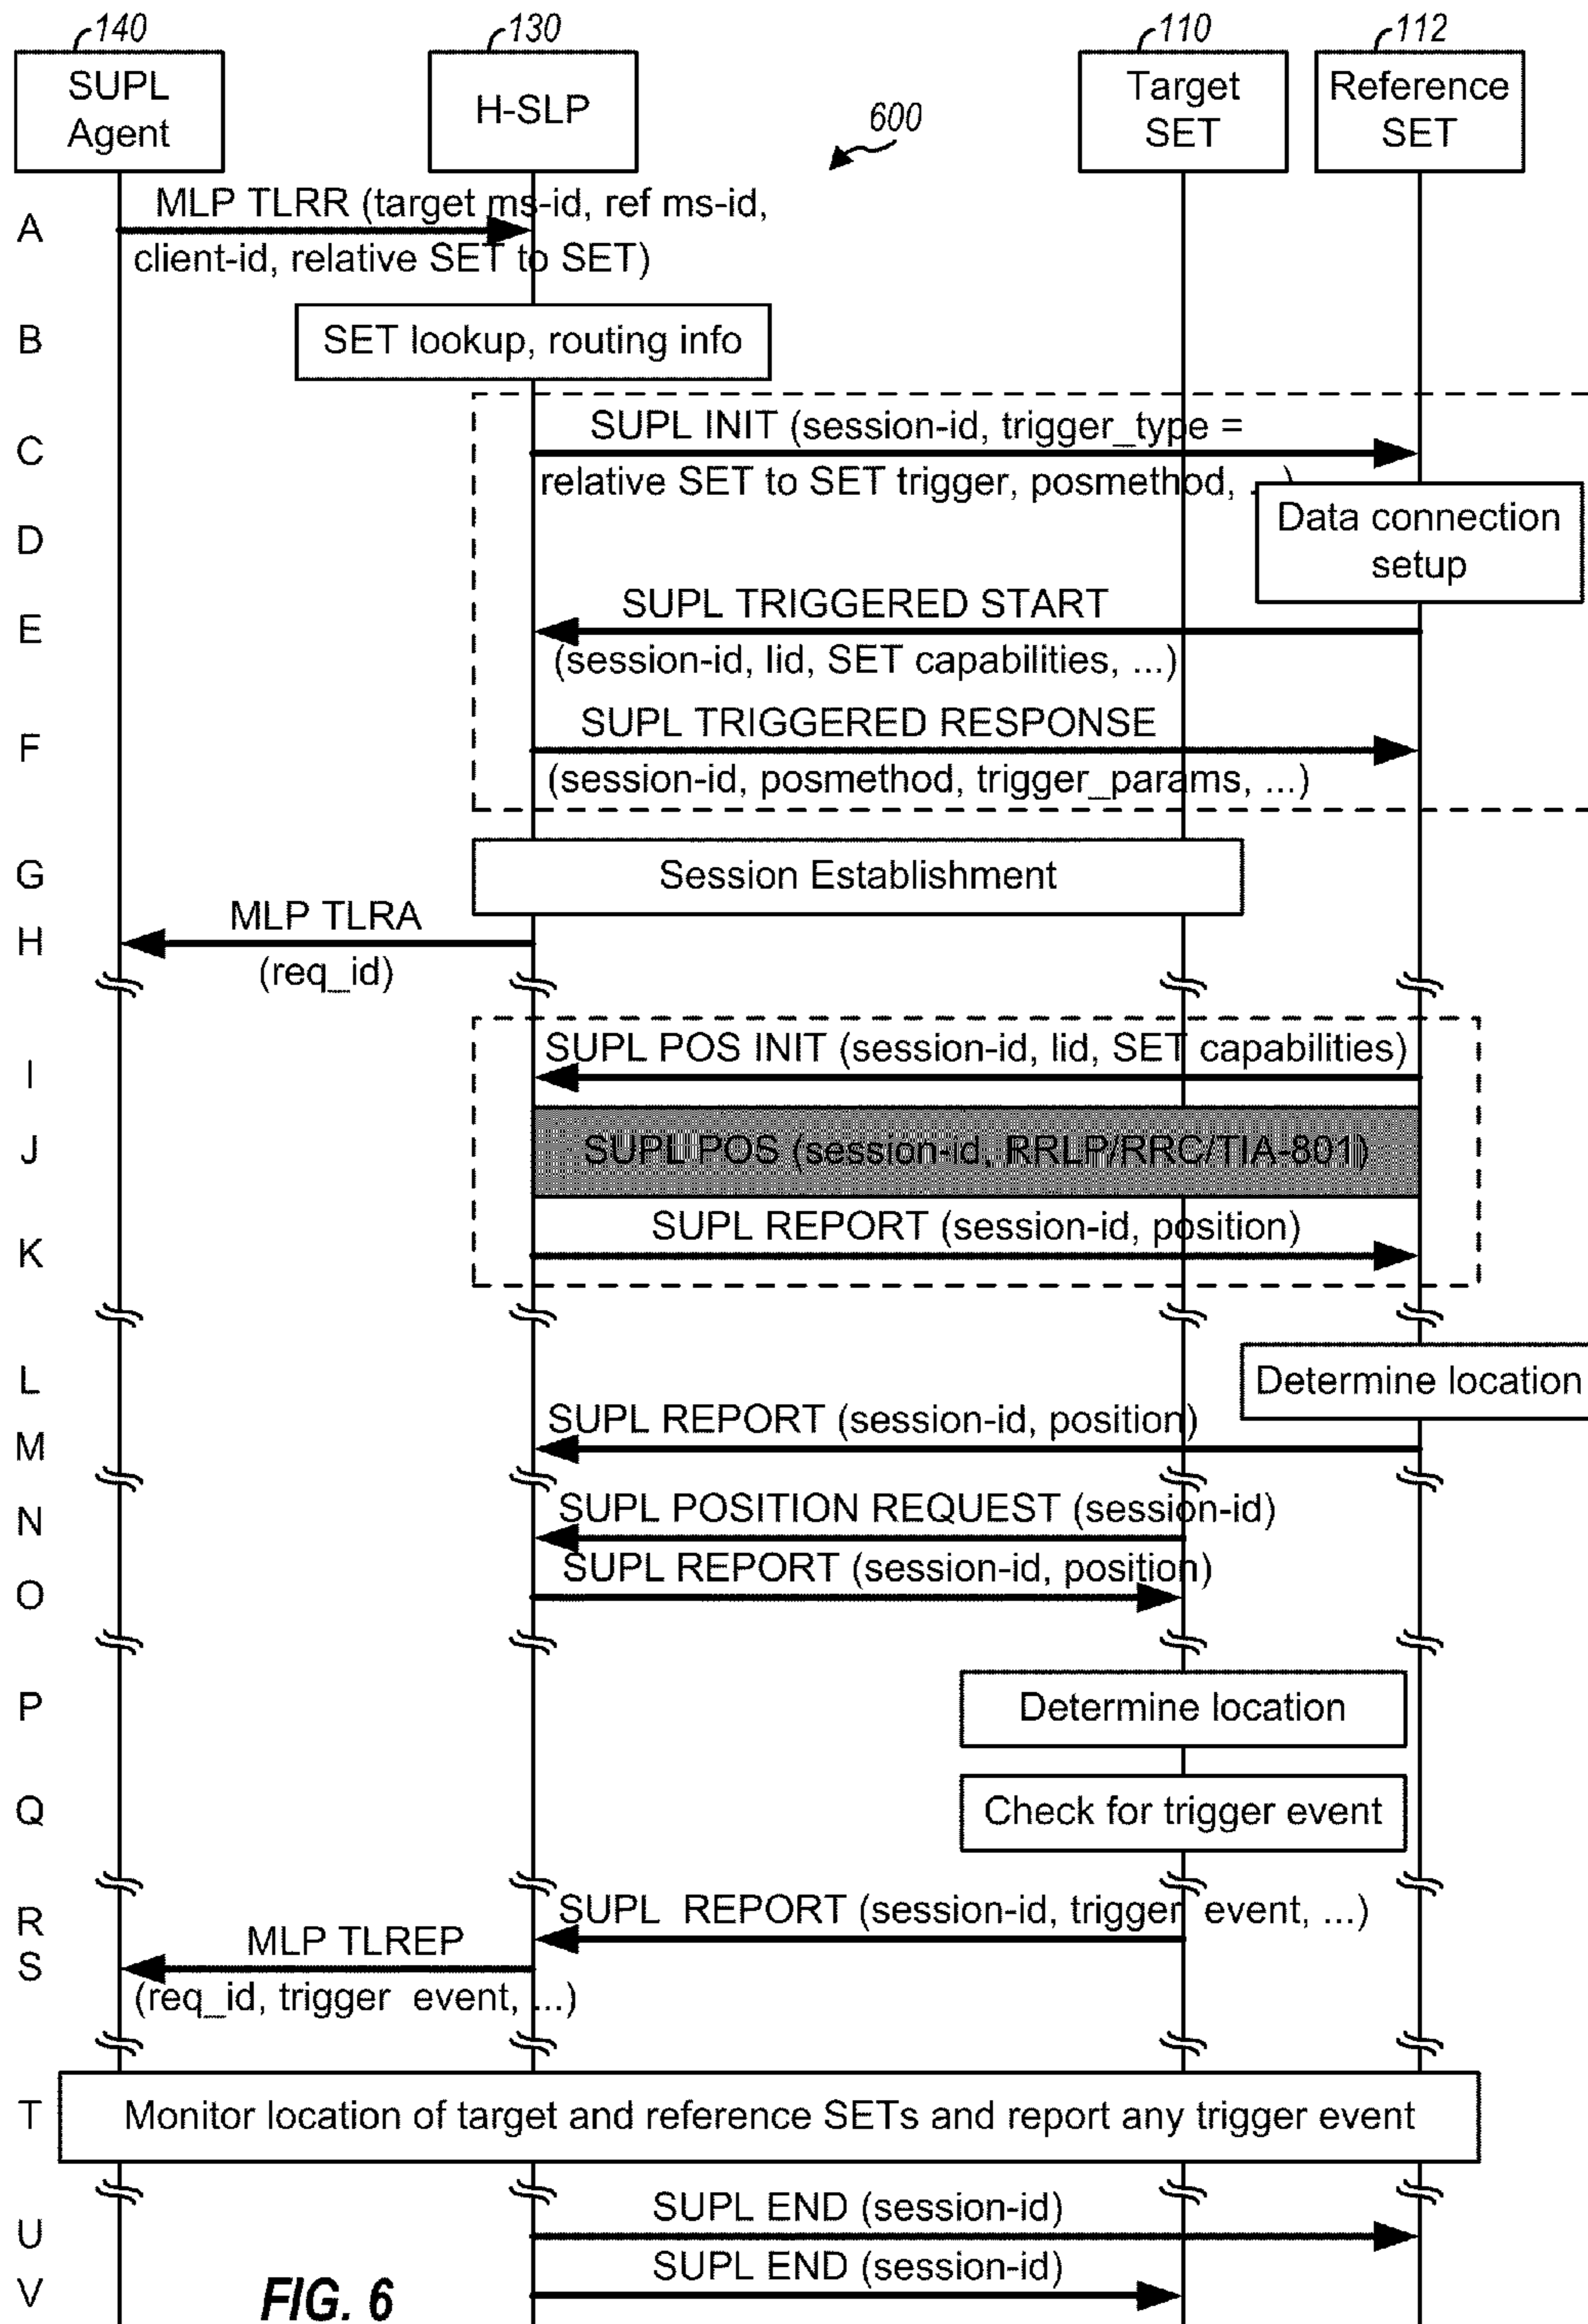 140
130
110
112
SUPL
Agent
H-SLP
Target
SET
Reference
SET
600
A
MLP TLRR (target ms-id, ref ms-id,
client-id, relative SET to SET)
B
SET lookup, routing info
C
SUPL INIT (session-id, trigger_type =
relative SET to SET trigger, posmethod, ...)
D
Data connection
setup
E
SUPL TRIGGERED START
(session-id, lid, SET capabilities, ...)
F
SUPL TRIGGERED RESPONSE
(session-id, posmethod, trigger_params, ...)
G
Session Establishment
H
MLP TLRA
(req_id)
I
SUPL POS INIT (session-id, lid, SET capabilities)
J
SUPL POS (session-id, RRLP/RRC/TIA-801)
K
SUPL REPORT (session-id, position)
L
Determine location
M
SUPL REPORT (session-id, position)
N
SUPL POSITION REQUEST (session-id)
O
SUPL REPORT (session-id, position)
P
Determine location
Q
Check for trigger event
R
SUPL REPORT (session-id, trigger event, ...)
S
MLP TLREP
(req_id, trigger event, ...)
T
Monitor location of target and reference SETs and report any trigger event
U
SUPL END (session-id)
V
SUPL END (session-id)
FIG. 6